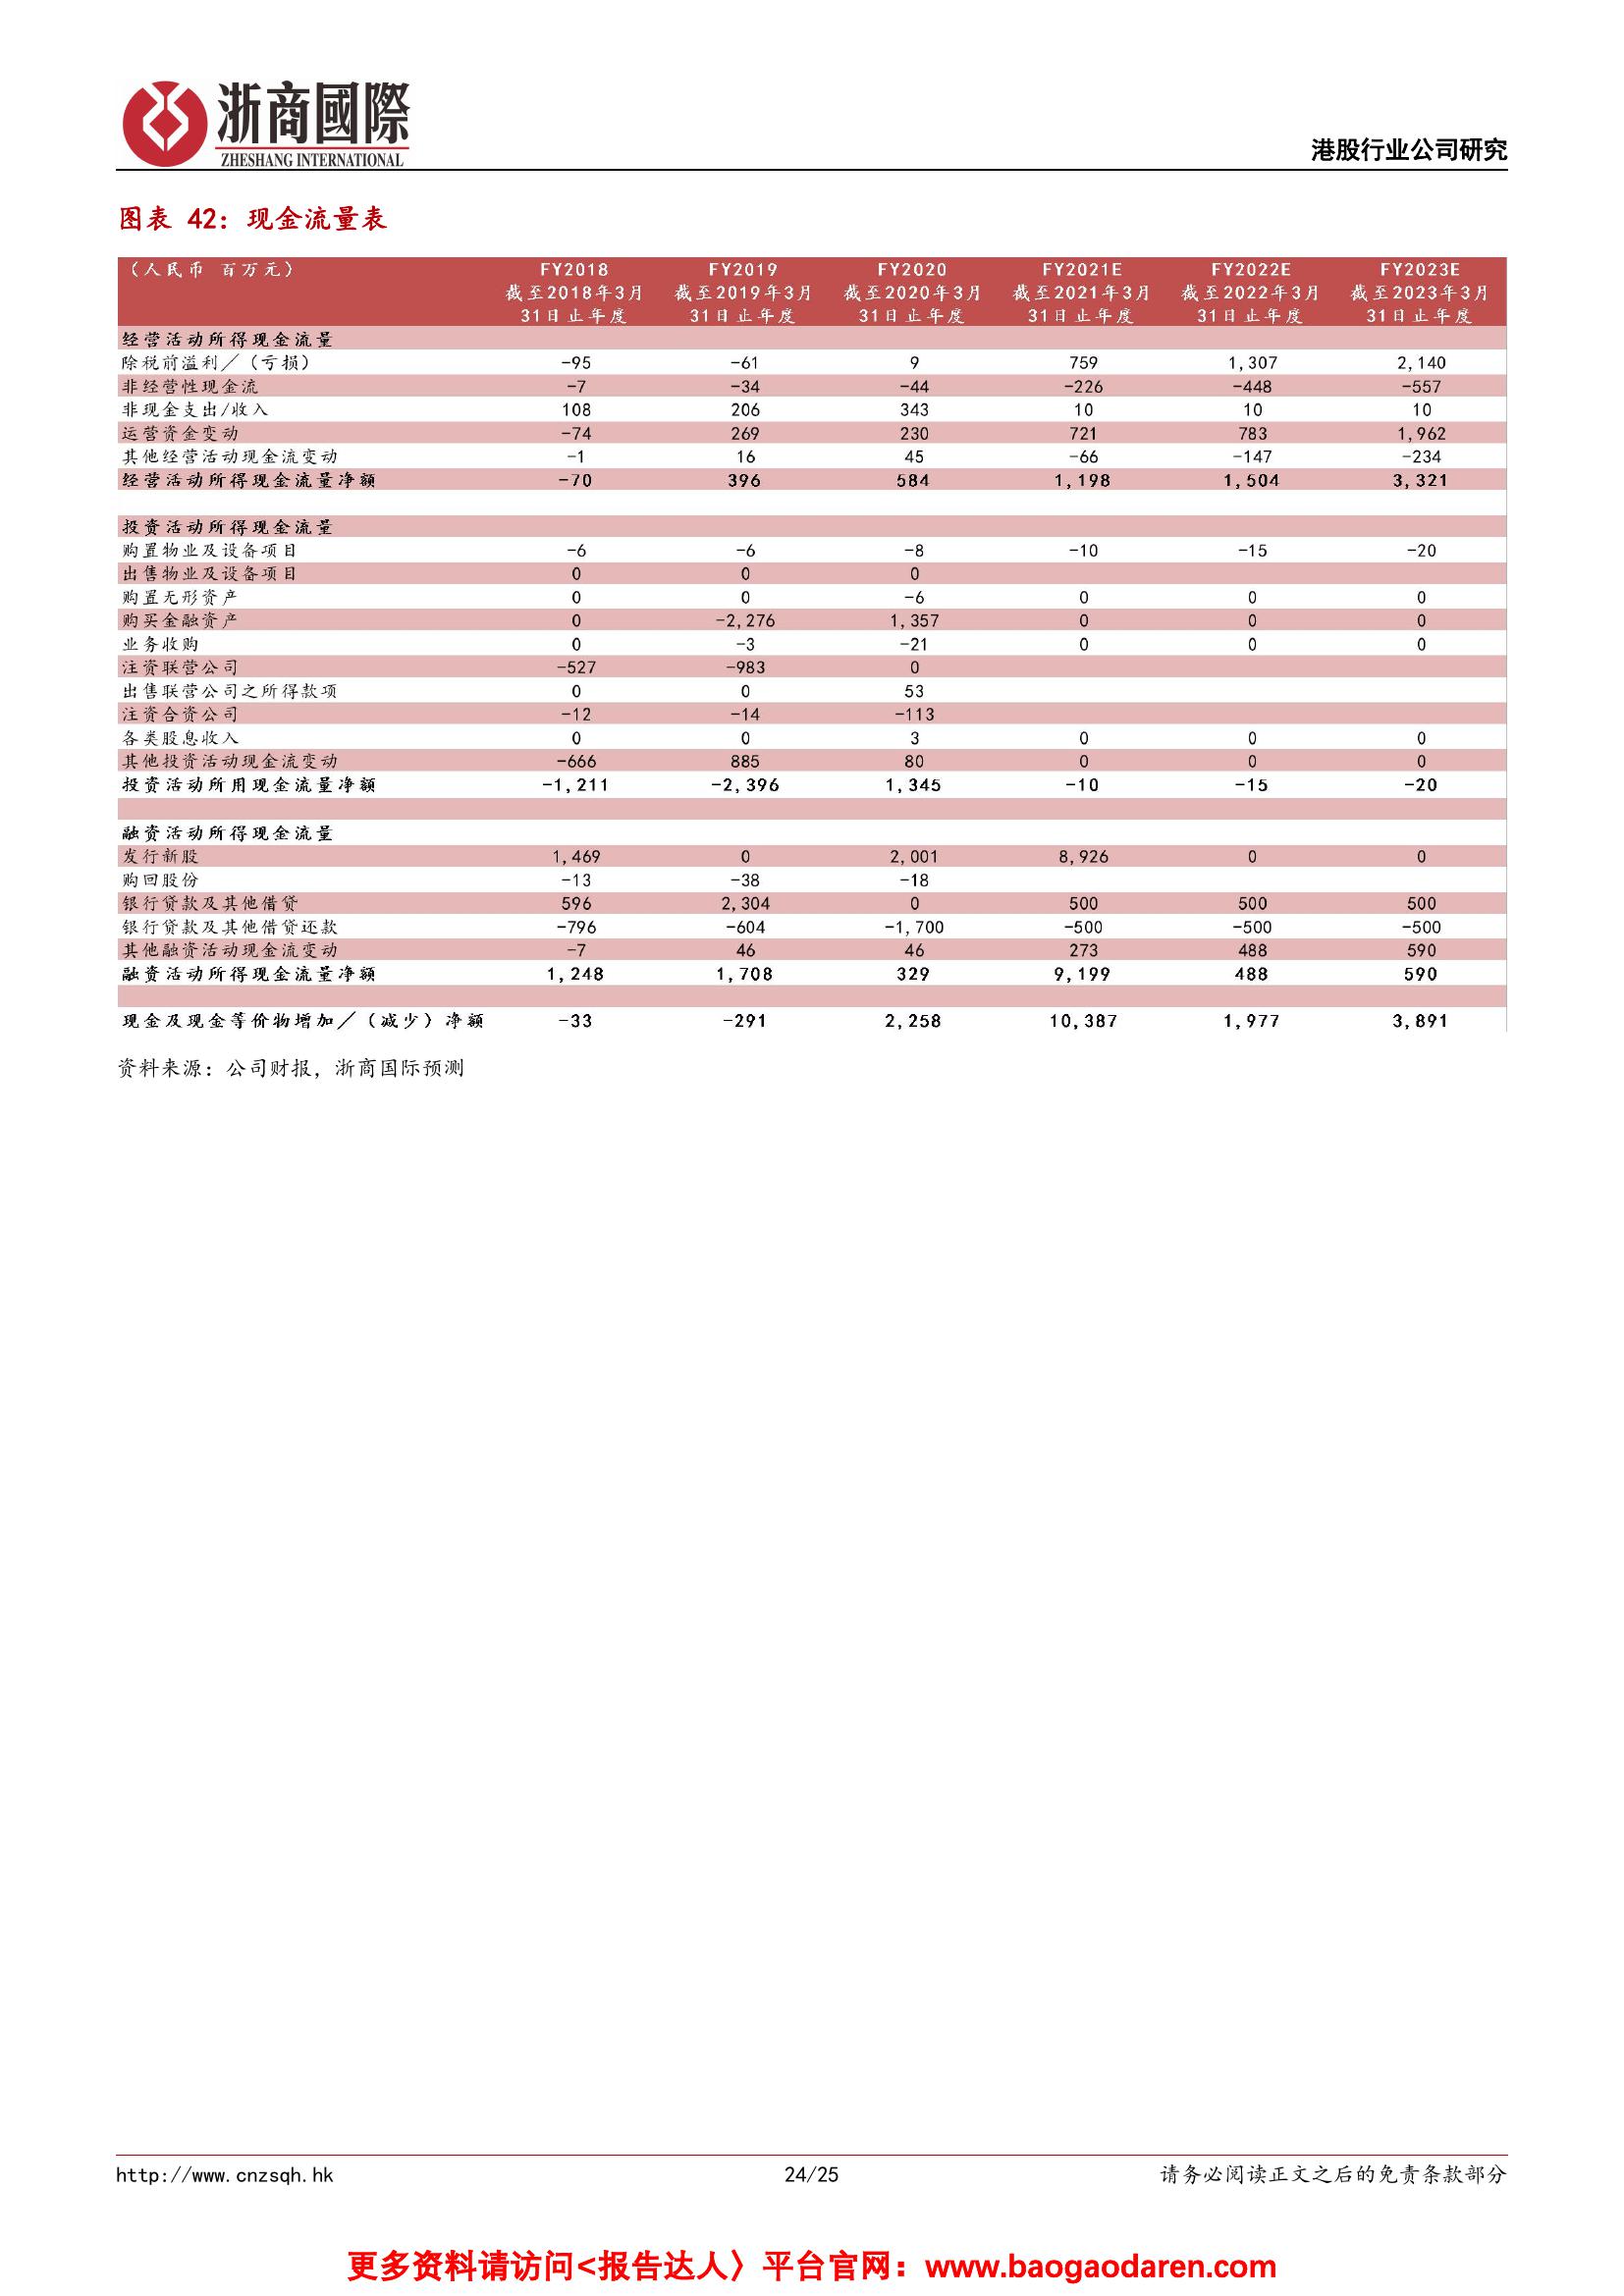 浙商國際
ZHESHANG INTERNATIONAL
港股行业公司研究
图表 42：现金流量表
（人民币 百万元） FY2018 FY2019 FY2020 FY2021E FY2022E FY2023E
截至2018年3月 截至2019年3月 截至2020年3月 截至2021年3月 截至2022年3月 截至2023年3月
31日止年度 31日止年度 31日止年度 31日止年度 31日止年度 31日止年度
经营活动所得现金流量
除税前溢利／（亏损） -95 -61 9 759 1,307 2,140
非经营性现金流 -7 -34 -44 -226 -448 -557
非现金支出/收入 108 206 343 10 10 10
运营资金变动 -74 269 230 721 783 1,962
其他经营活动现金流变动 -1 16 45 -66 -147 -234
经营活动所得现金流量净额 -70 396 584 1,198 1,504 3,321
投资活动所得现金流量
购置物业及设备项目 -6 -6 -8 -10 -15 -20
出售物业及设备项目 0 0 0
购置无形资产 0 0 -6 0 0 0
购买金融资产 0 -2,276 1,357 0 0 0
业务收购 0 -3 -21 0 0 0
注资联营公司 -527 -983 0
出售联营公司之所得款项 0 0 53
注资合资公司 -12 -14 -113
各类股息收入 0 0 3 0 0 0
其他投资活动现金流变动 -666 885 80 0 0 0
投资活动所用现金流量净额 -1,211 -2,396 1,345 -10 -15 -20
融资活动所得现金流量
发行新股 1,469 0 2,001 8,926 0 0
购回股份 -13 -38 -18
银行贷款及其他借贷 596 2,304 0 500 500 500
银行贷款及其他借贷还款 -796 -604 -1,700 -500 -500 -500
其他融资活动现金流变动 -7 46 46 273 488 590
融资活动所得现金流量净额 1,248 1,708 329 9,199 488 590
现金及现金等价物增加／（减少）净额 -33 -291 2,258 10,387 1,977 3,891
资料来源：公司财报，浙商国际预测
http://www.cnzsqh.hk 24/25 请务必阅读正文之后的免责条款部分
更多资料请访问<报告达人〉平台官网：www.baogaodaren.com